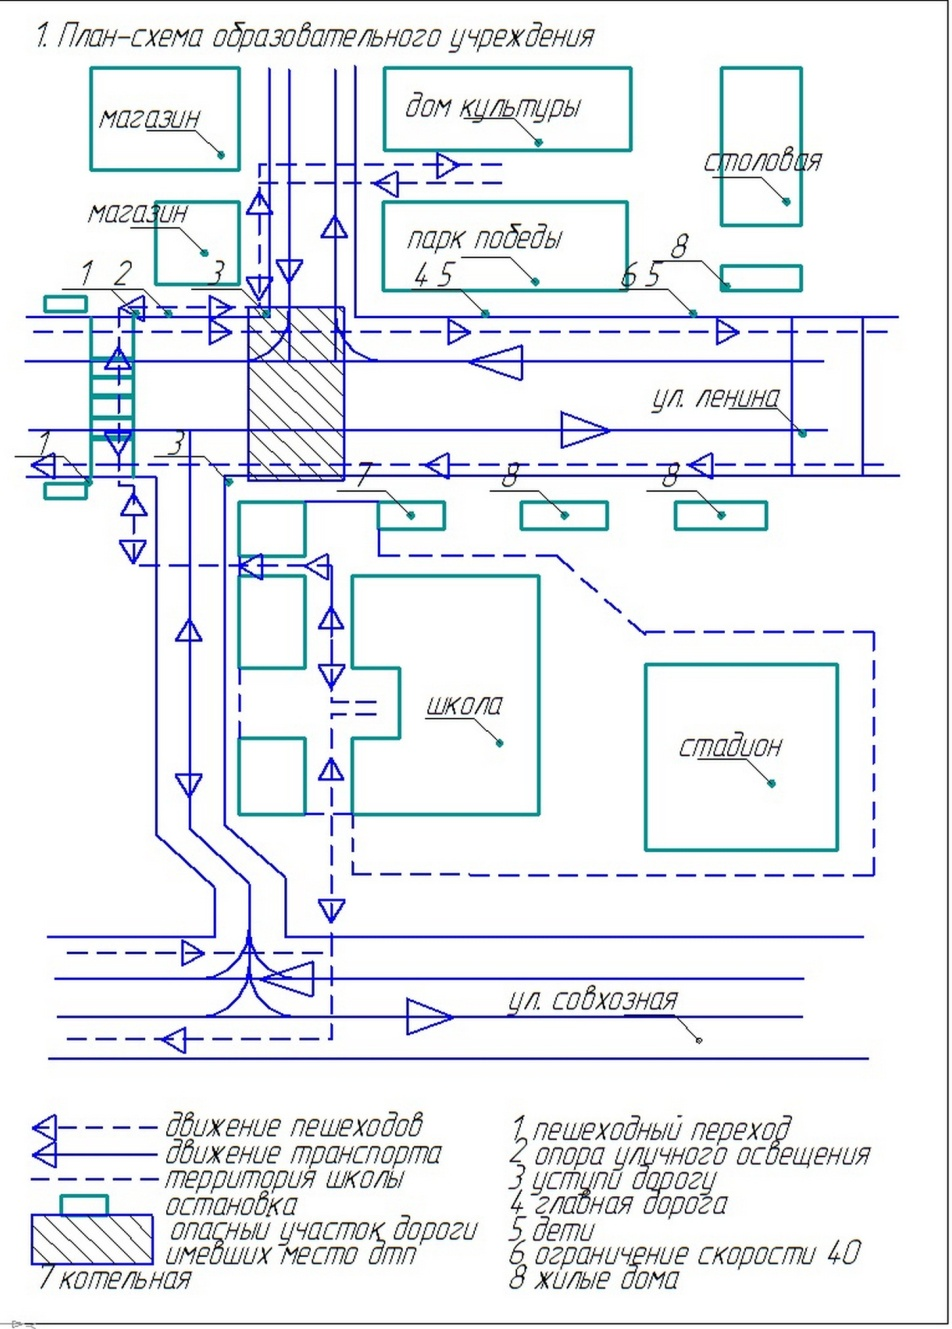 1. План-схема образовательного учреждения
магазин
дом культуры
столовая
магазин
парк победы
8
1 2 3 4 5 6 5
ул. ленина
1 3
7 8 8
школа
стадион
ул. совхозная
движение пешеходов
движение транспорта
территория школы
остановка
опасный участок дороги
имевших место дтп
7 котельная
1 пешеходный переход
2 опора уличного освещения
3 уступи дорогу
4 главная дорога
5 дети
6 ограничение скорости 40
8 жилые дома